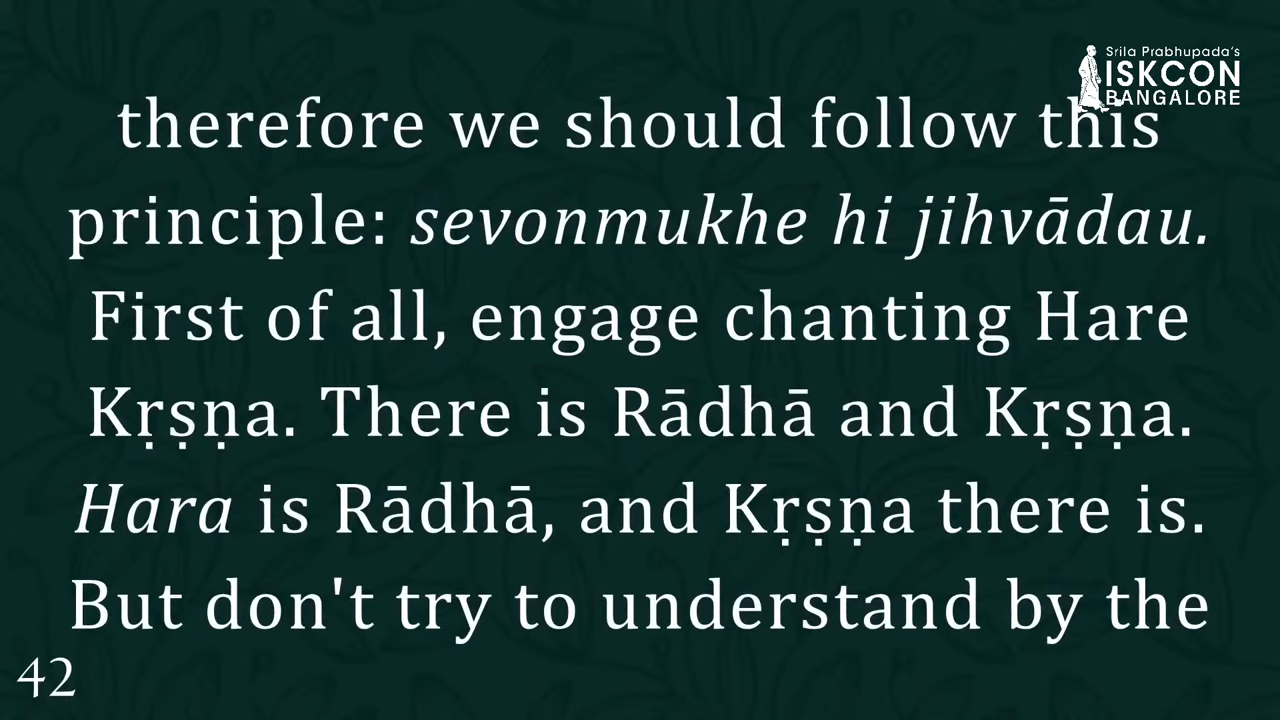 Srila Prabhupada's
ISKCON
BANGALORE
therefore we should follow this
principle: sevonmukhe hi jihvādau.
First of all, engage chanting Hare
Kṛṣṇa. There is Rādhā and Kṛṣṇa.
Hara is Rādhā, and Kṛṣṇa there is.
But don't try to understand by the
42